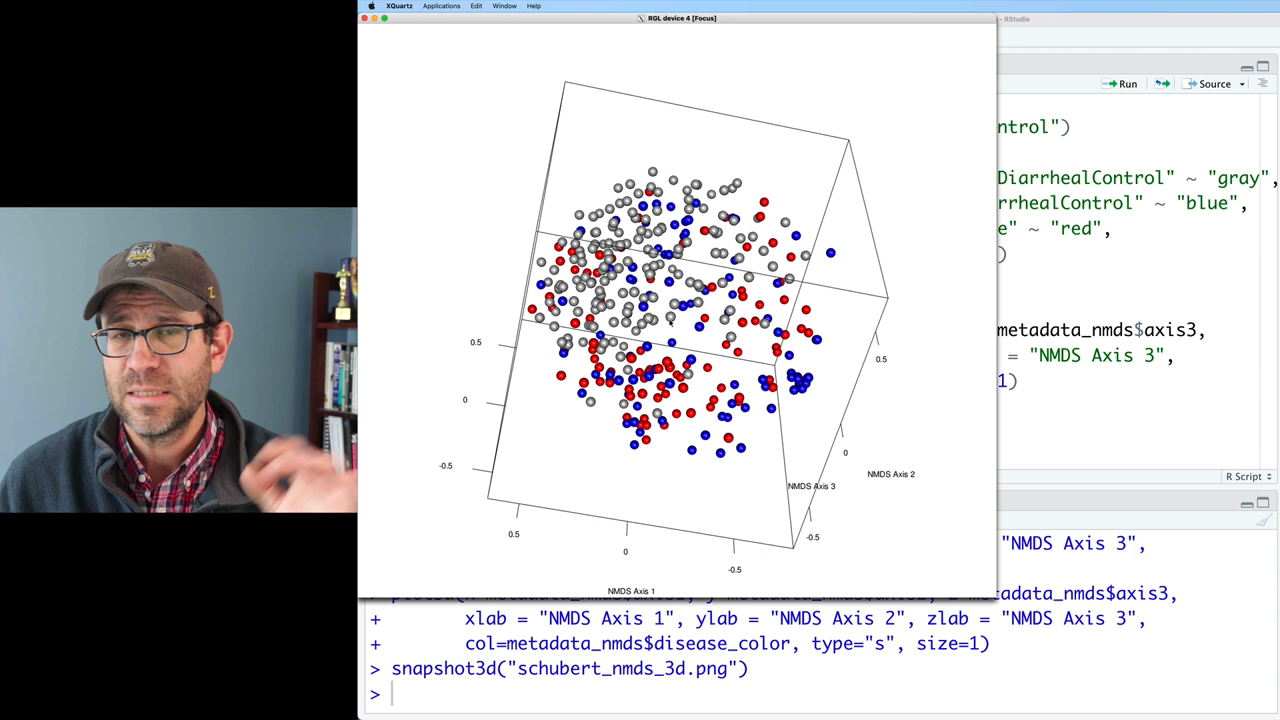 XQuartz Applications Edit Window Help
RGL device 4 [Focus]
- RStudio
Run
Source
ntrol")
DiarrhealControl" ~ "gray",
rrhealControl" ~ "blue",
e" ~ "red",
)
metadata_nmds$axis3,
= "NMDS Axis 3",
1)
0.5
0
-0.5
0.5
0
-0.5
NMDS Axis 1
0.5
0
-0.5
NMDS Axis 2
NMDS Axis 3
R Script
"NMDS Axis 3",
+ xlab = "NMDS Axis 1", ylab = "NMDS Axis 2", zlab = "NMDS Axis 3",
+ col=metadata_nmds$disease_color, type="s", size=1)
> snapshot3d("schubert_nmds_3d.png")
>
Z